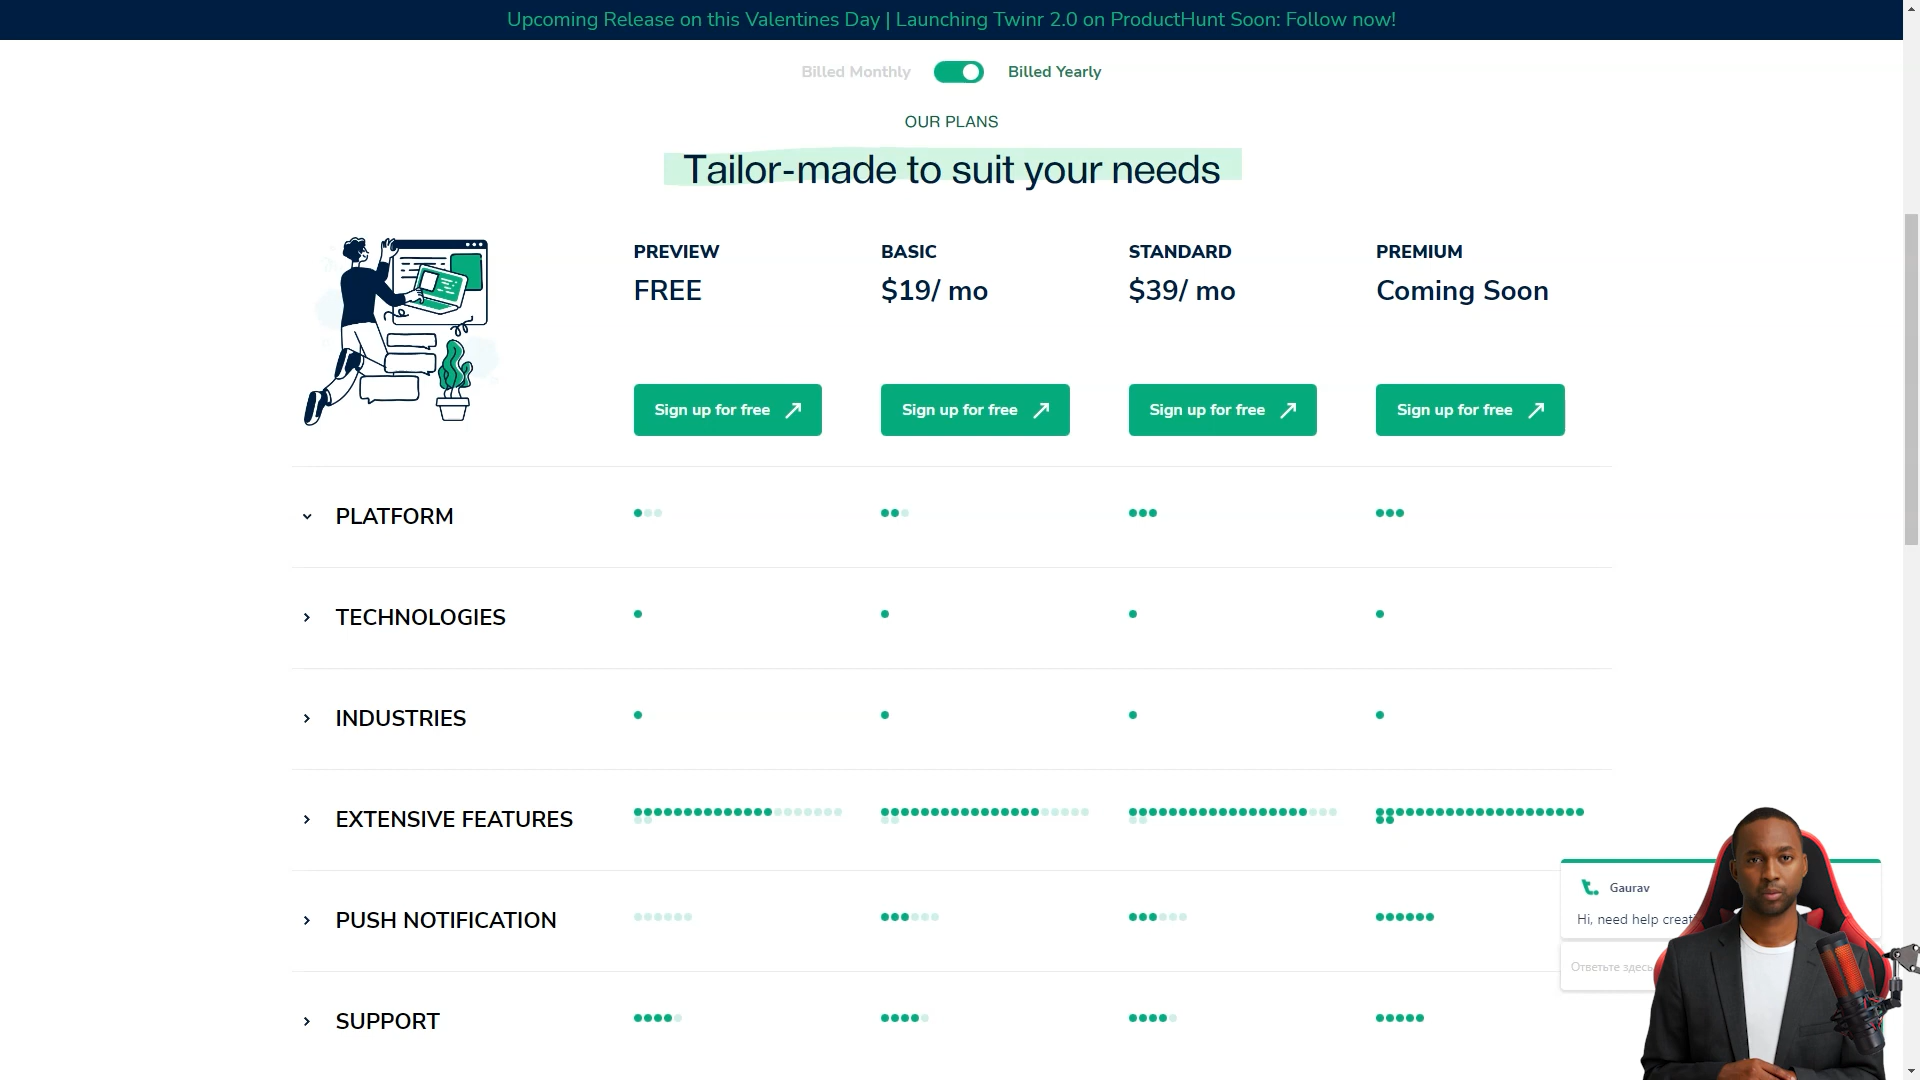 Upcoming Release on this Valentines Day | Launching Twinr 2.0 on ProductHunt Soon: Follow now!
Billed Monthly
Billed Yearly
OUR PLANS
Tailor-made to suit your needs
PREVIEW
BASIC
STANDARD
PREMIUM
FREE
$19/ mo
$39/ mo
Coming Soon
Sign up for free
Sign up for free
Sign up for free
Sign up for free
PLATFORM
TECHNOLOGIES
INDUSTRIES
EXTENSIVE FEATURES
PUSH NOTIFICATION
SUPPORT
t. Gaurav
Hi, need help
Ответьте здесь